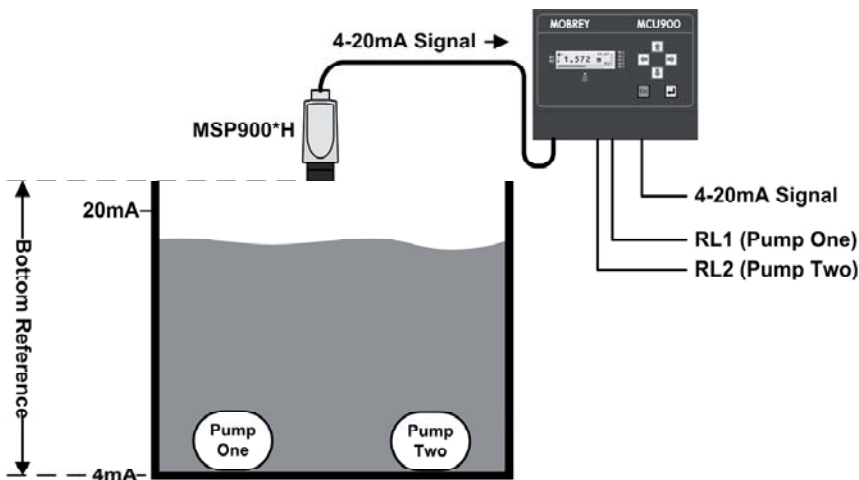 MOBREY MCU900
4-20mA Signal
1.572 m
MSP900*H
20mA
4-20mA Signal
RL1 (Pump One)
RL2 (Pump Two)
Bottom Reference
Pump
One
Pump
Two
4mA